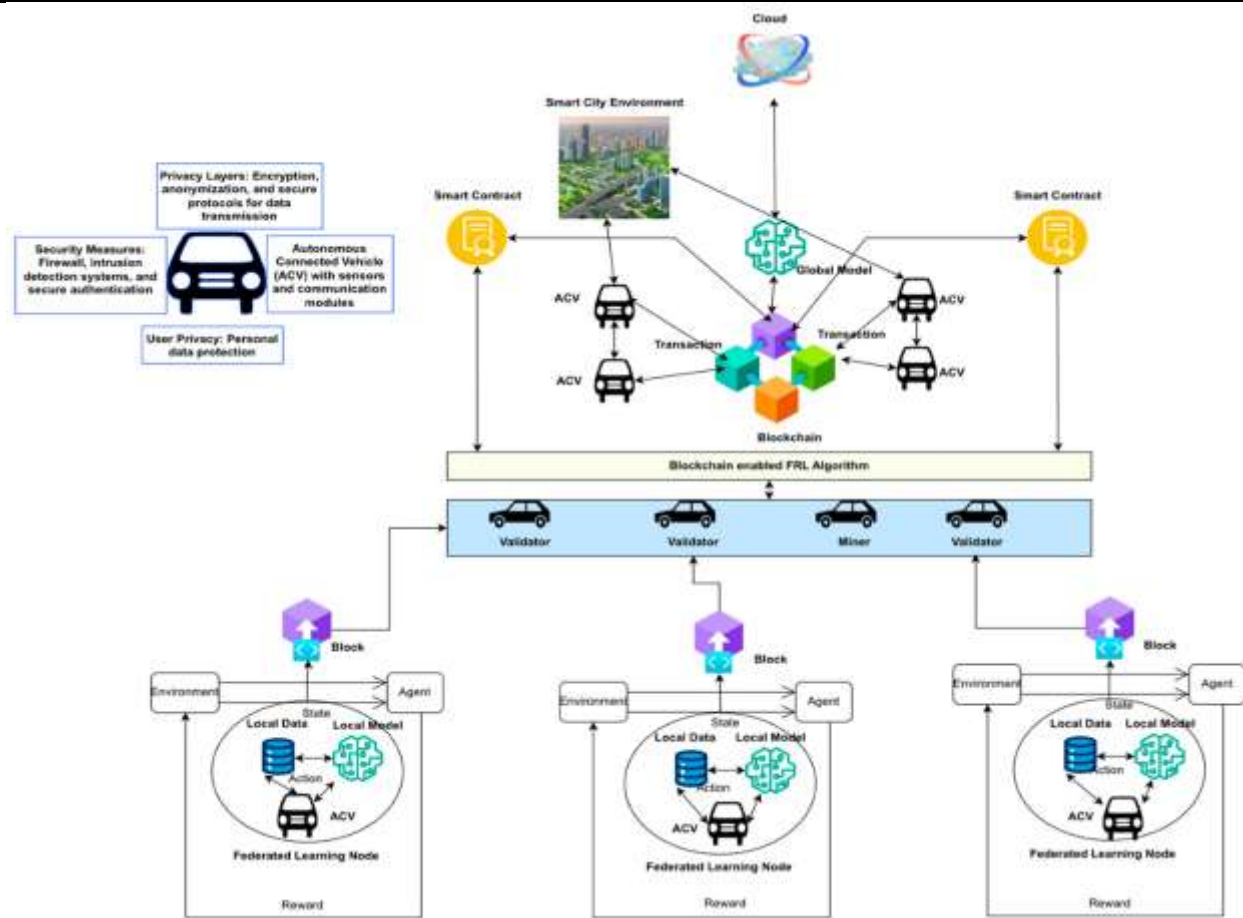 Cloud
Smart City Environment
Privacy Layers: Encryption,
anonymization, and secure
protocols for data
transmission
Security Measures:
Firewall, intrusion
detection systems, and
secure authentication
Autonomous
Connected Vehicle
(ACV) with sensors
and communication
modules
User Privacy: Personal
data protection
Smart Contract
Smart Contract
Global Model
ACV
ACV
Transaction
Transaction
ACV
ACV
Blockchain
Blockchain enabled FRL Algorithm
Validator
Validator
Miner
Validator
Block
Environment
Agent
State
Local Data
Local Model
Action
ACV
Federated Learning Node
Reward
Block
Environment
Agent
State
Local Data
Local Model
Action
ACV
Federated Learning Node
Reward
Block
Environment
Agent
State
Local Data
Local Model
Action
ACV
Federated Learning Node
Reward